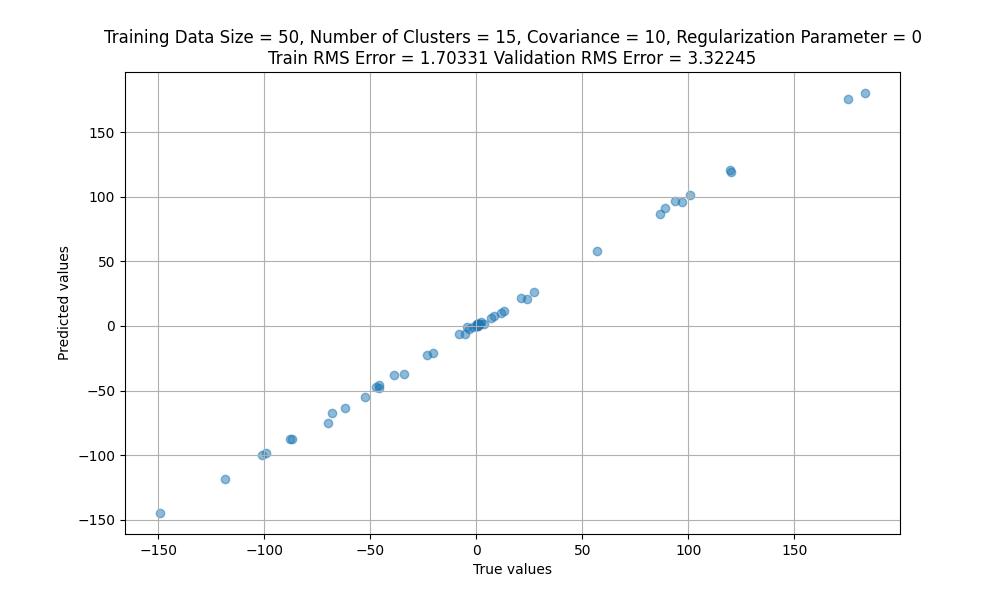 Training Data Size = 50, Number of Clusters = 15, Covariance = 10, Regularization Parameter = 0
Train RMS Error = 1.70331 Validation RMS Error = 3.32245
Predicted values
150
100
50
0
−50
−100
−150
−150 −100 −50 0 50 100 150
True values